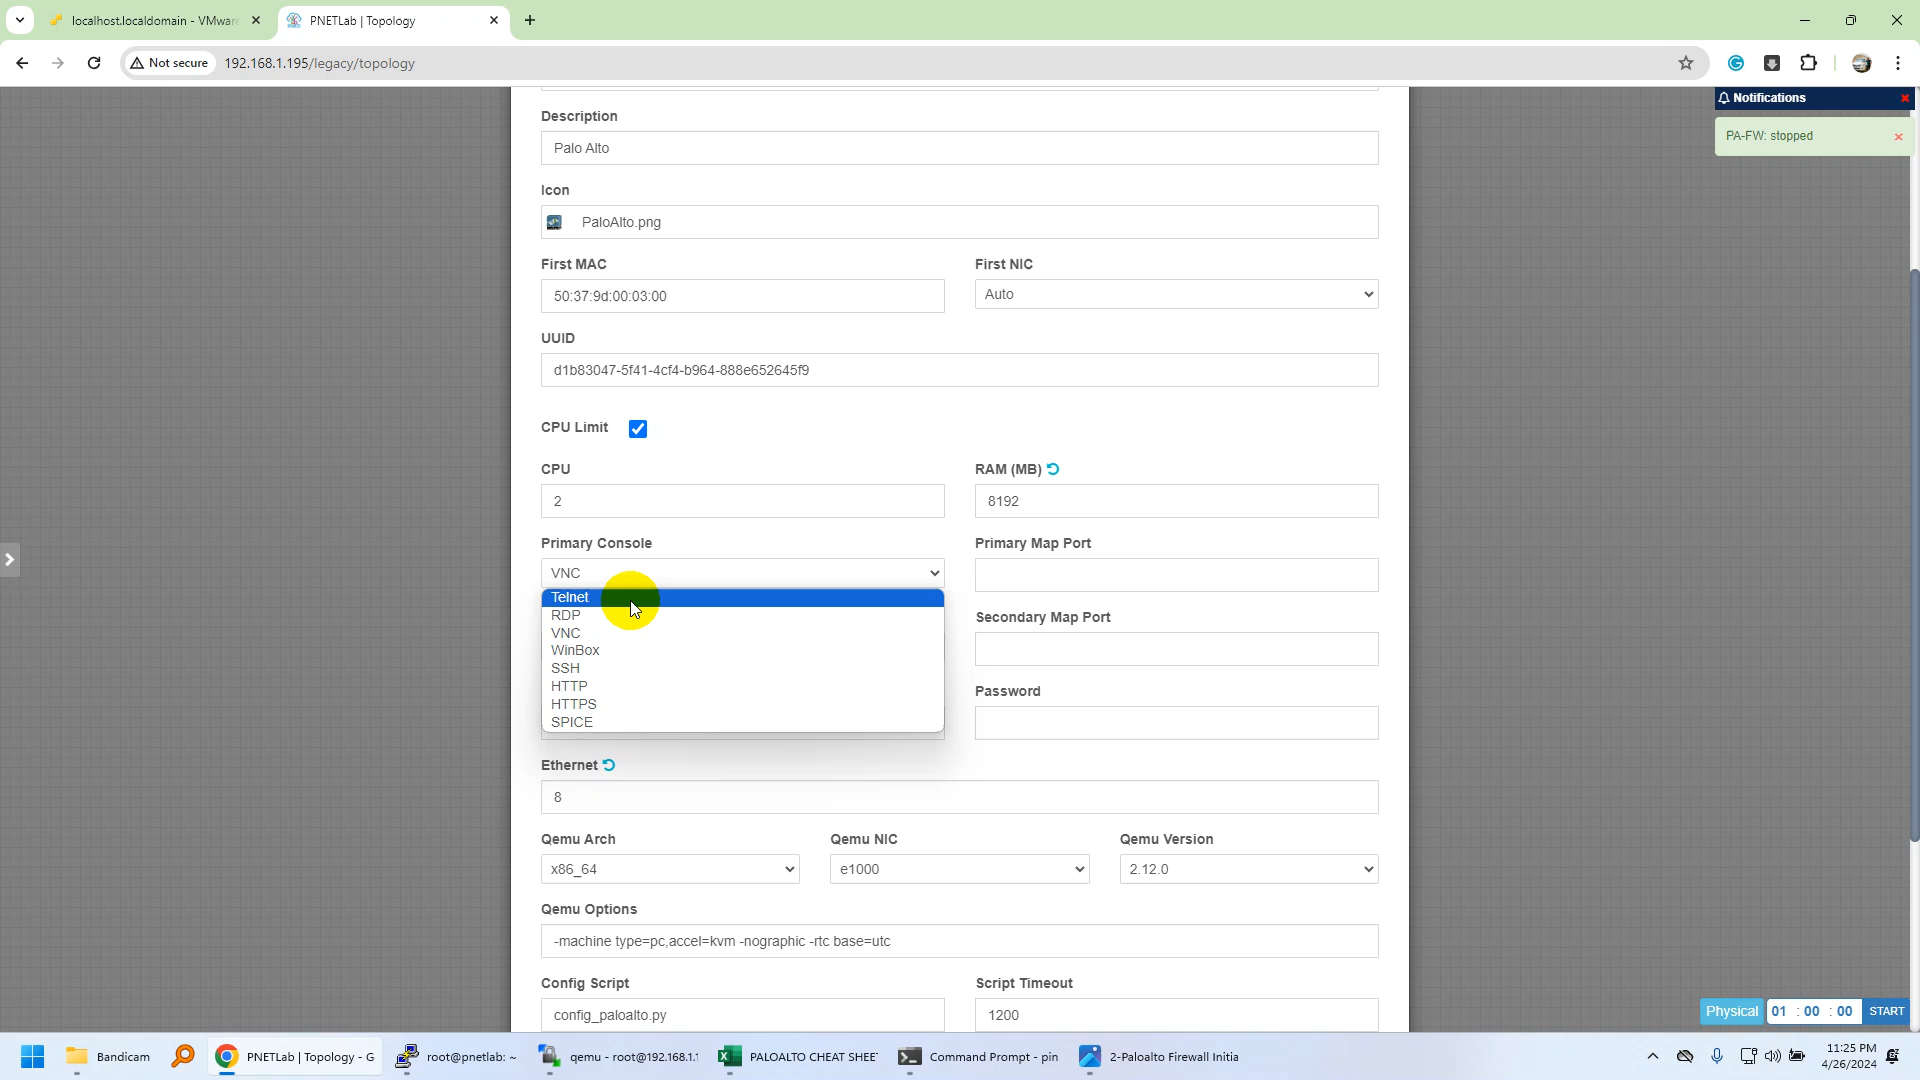 localhost.localdomain - VMware
PNETLab | Topology
Not secure
192.168.1.195/legacy/topology
Notifications
PA-FW: stopped
Description
Palo Alto
Icon
PaloAlto.png
First MAC
First NIC
50:37:9d:00:03:00
Auto
UUID
d1b83047-5f41-4cf4-b964-888e652645f9
CPU Limit
CPU
RAM (MB)
2
8192
Primary Console
Primary Map Port
VNC
Telnet
RDP
VNC
WinBox
SSH
HTTP
HTTPS
SPICE
Secondary Map Port
Password
Ethernet
8
Qemu Arch
Qemu NIC
Qemu Version
x86_64
e1000
2.12.0
Qemu Options
-machine type=pc,accel=kvm -nographic -rtc base=utc
Config Script
Script Timeout
config_paloalto.py
1200
Physical
01 : 00 : 00
START
Bandicam
PNETLab | Topology - G
root@pnetlab: ~
qemu - root@192.168.1.1
PALOALTO CHEAT SHEE
Command Prompt - pin
2-Paloalto Firewall Initia
11:25 PM
4/26/2024